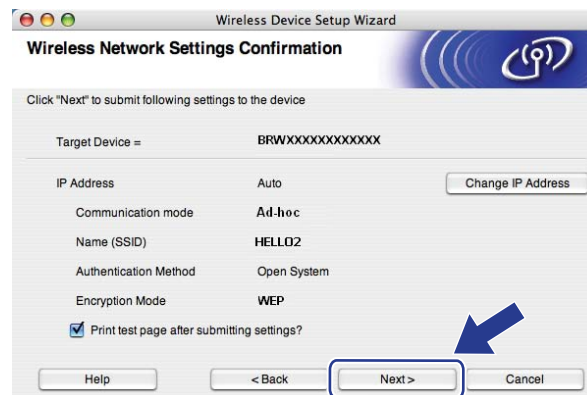 Wireless Device Setup Wizard
Wireless Network Settings Confirmation
Click "Next" to submit following settings to the device
Target Device = BRWXXXXXXXXXXXX
IP Address Auto Change IP Address
Communication mode Ad-hoc
Name (SSID) HELLO2
Authentication Method Open System
Encryption Mode WEP
Print test page after submitting settings?
Help < Back Next > Cancel